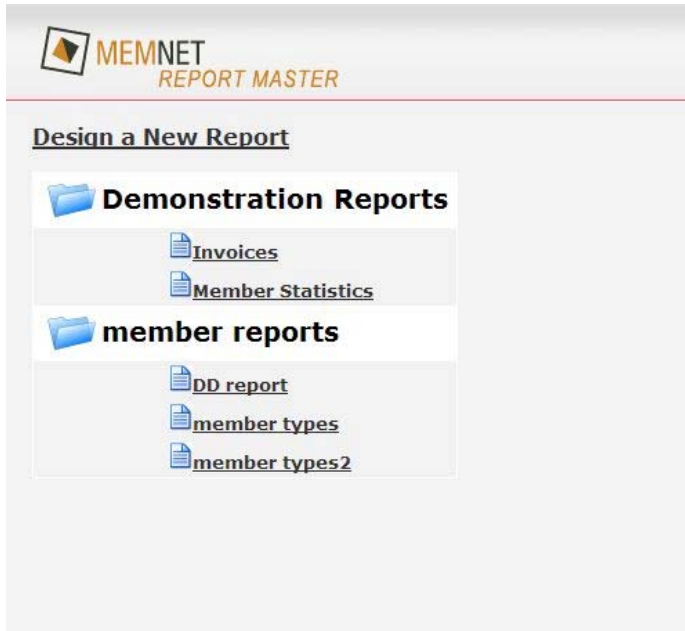 MEMNET
REPORT MASTER
Design a New Report
Demonstration Reports
Invoices
Member Statistics
member reports
DD report
member types
member types2